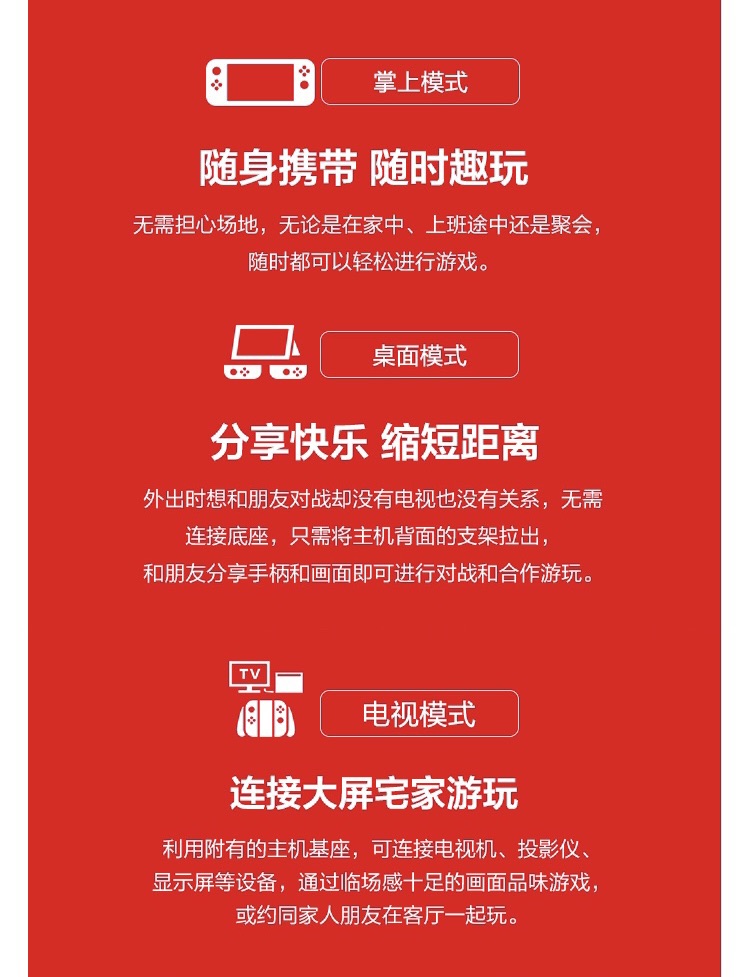 掌上模式
随身携带 随时趣玩
无需担心场地，无论是在家中、上班途中还是聚会，
随时都可以轻松进行游戏。
桌面模式
分享快乐 缩短距离
外出时想和朋友对战却没有电视也没有关系，无需
连接底座，只需将主机背面的支架拉出，
和朋友分享手柄和画面即可进行对战和合作游玩。
TV
电视模式
连接大屏宅家游玩
利用附有的主机基座，可连接电视机、投影仪、
显示屏等设备，通过临场感十足的画面品味游戏，
或约同家人朋友在客厅一起玩。